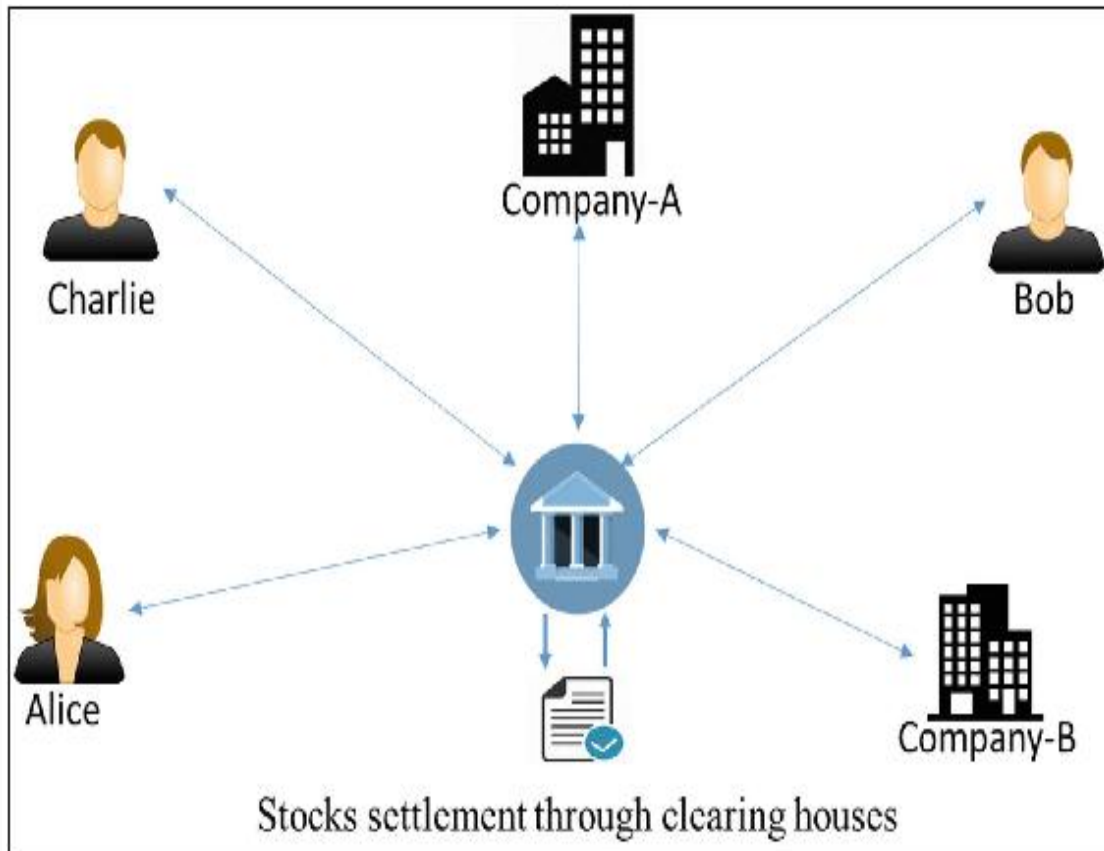 Company-A
Charlie
Bob
Alice
Company-B
Stocks settlement through clearing houses